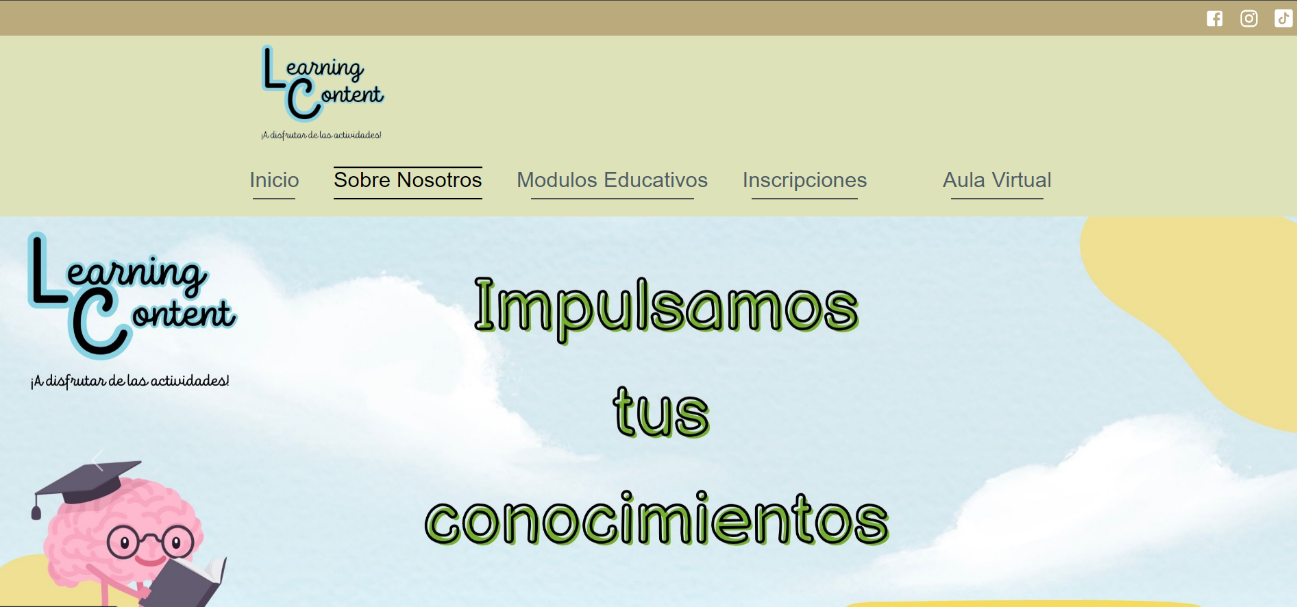 Learning
Content
¡A disfrutar de las actividades!
Inicio
Sobre Nosotros
Modulos Educativos
Inscripciones
Aula Virtual
Learning
Content
¡A disfrutar de las actividades!
Impulsamos
tus
conocimientos